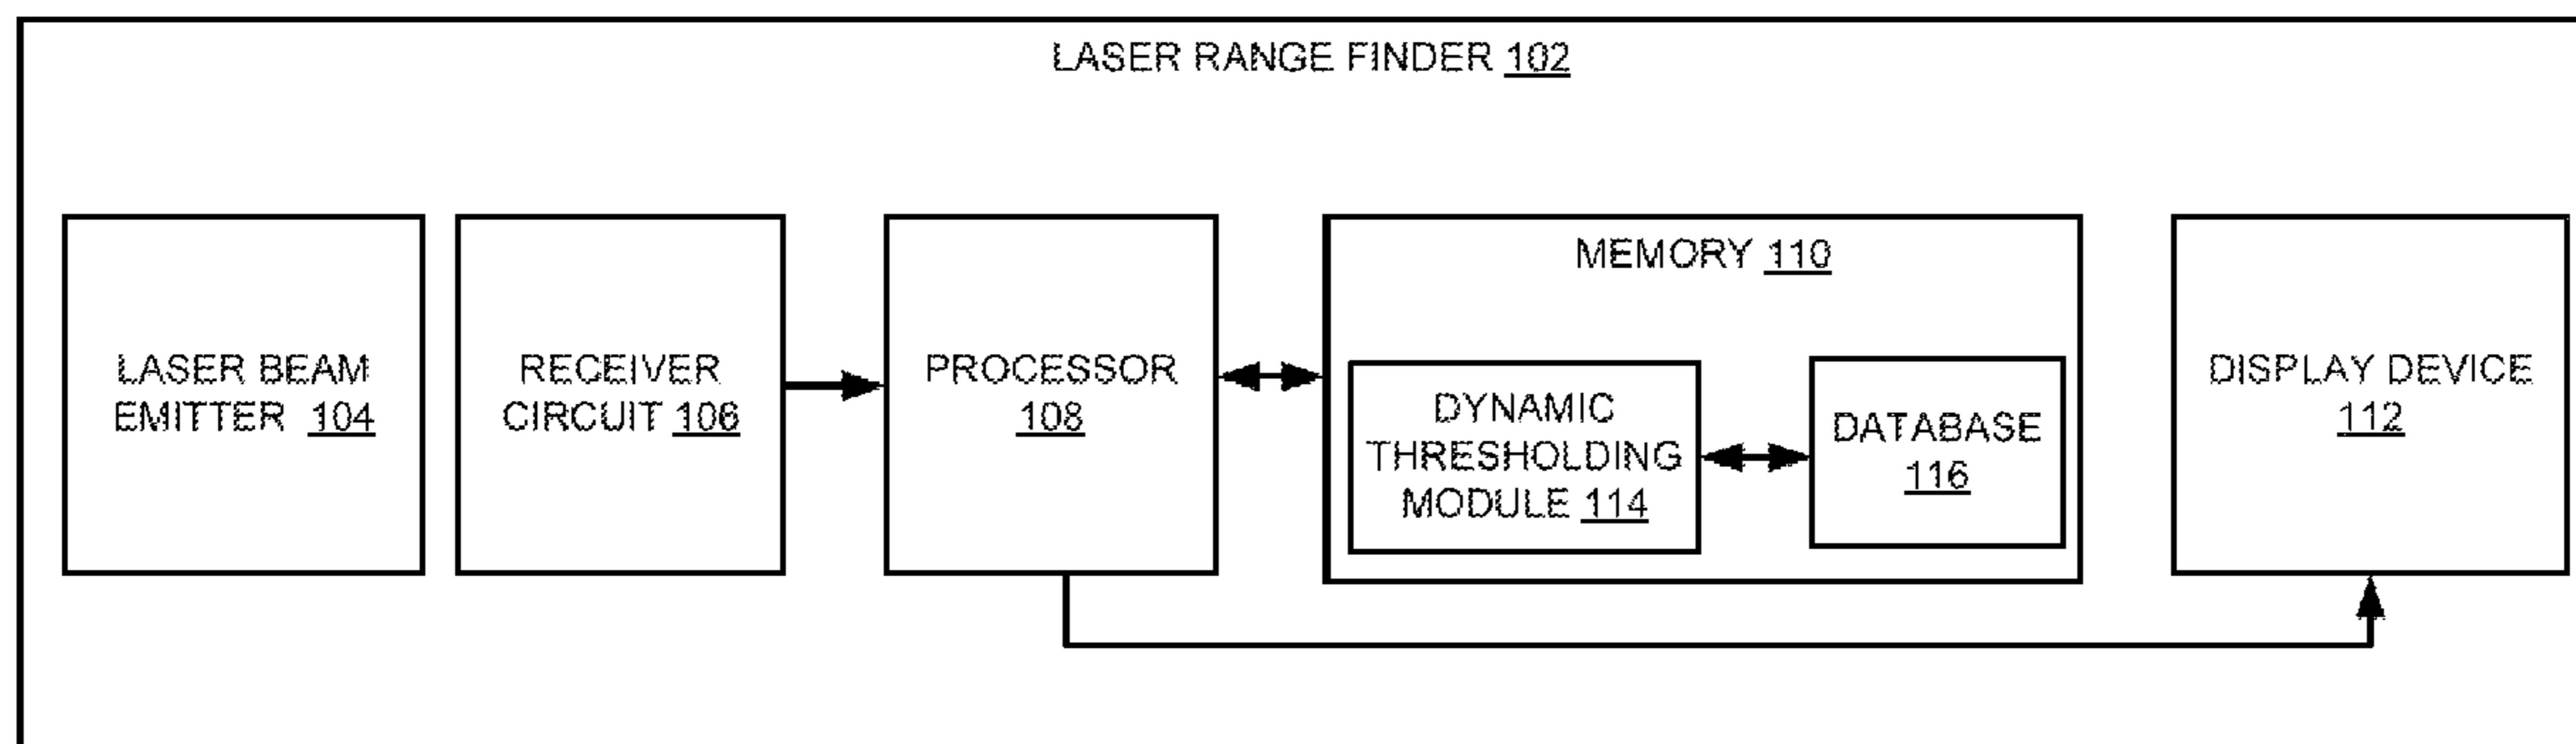 LASER RANGE FINDER 102
LASER BEAM
EMITTER 104
RECEIVER
CIRCUIT 106
PROCESSOR
108
MEMORY 110
DYNAMIC
THRESHOLDING
MODULE 114
DATABASE
116
DISPLAY DEVICE
112